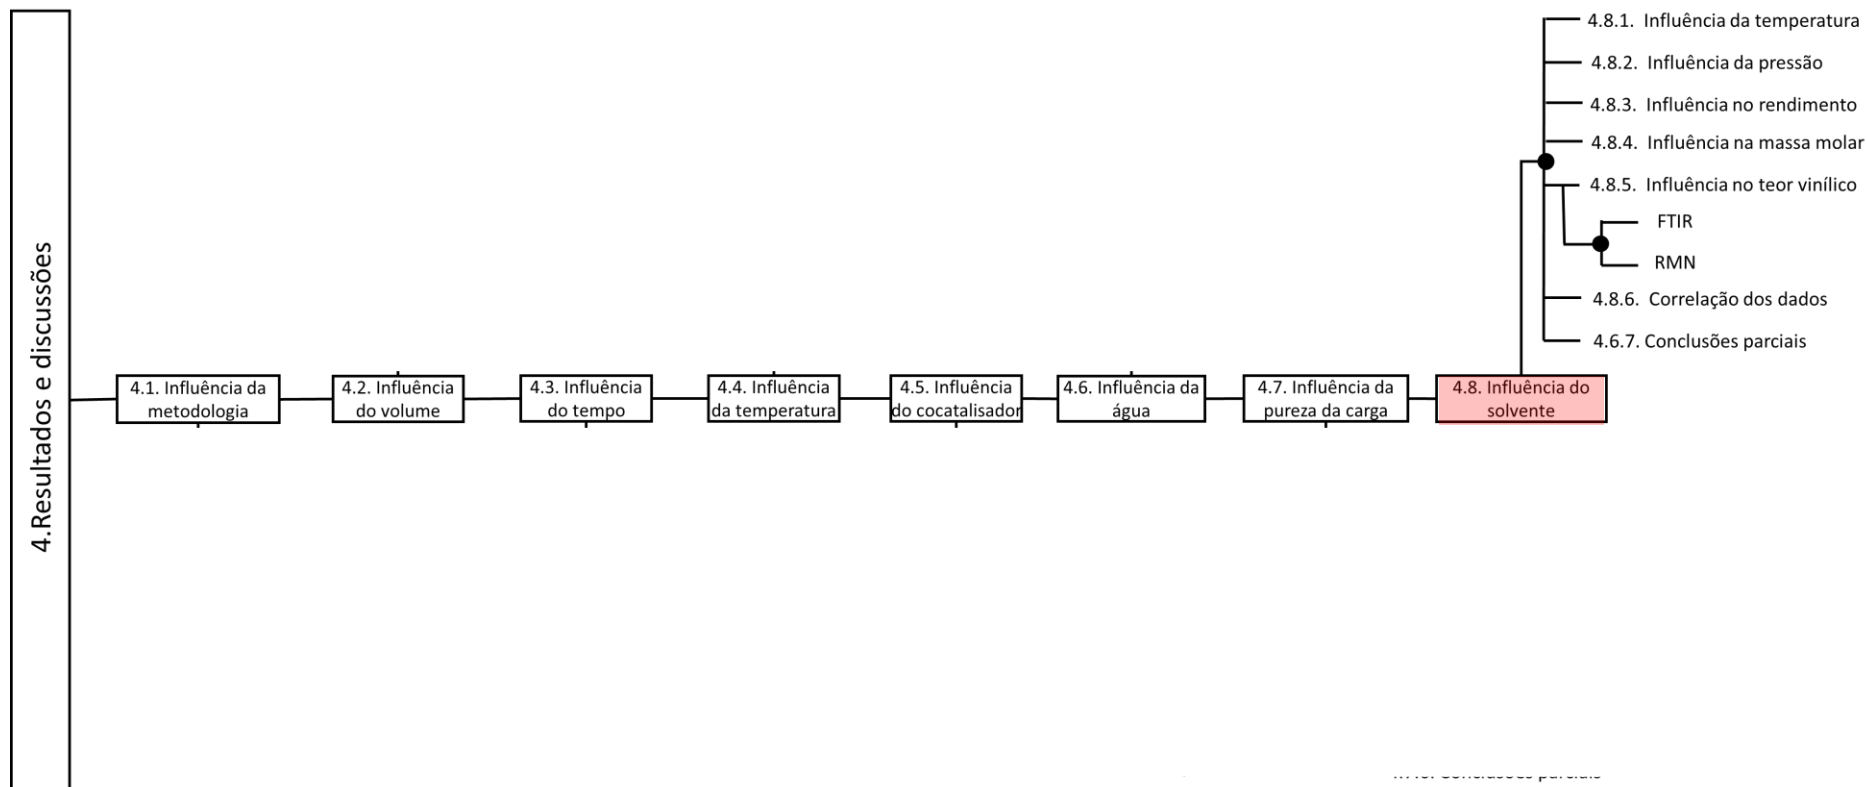 4.Resultados e discussões
4.1. Influência da
metodologia
4.2. Influência
do volume
4.3. Influência
do tempo
4.4. Influência
da temperatura
4.5. Influência
do cocatalisador
4.6. Influência da
água
4.7. Influência da
pureza da carga
4.8. Influência do
solvente
4.8.1. Influência da temperatura
4.8.2. Influência da pressão
4.8.3. Influência no rendimento
4.8.4. Influência na massa molar
4.8.5. Influência no teor vinílico
FTIR
RMN
4.8.6. Correlação dos dados
4.6.7. Conclusões parciais